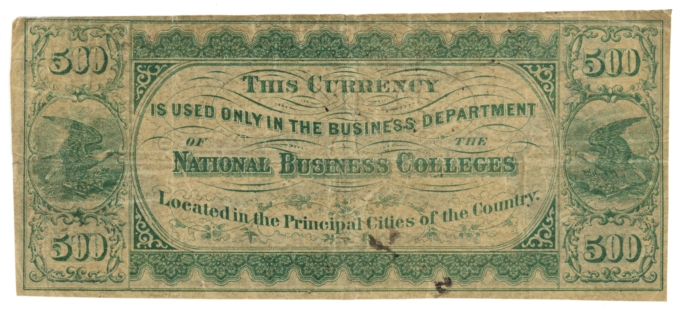 500 500
THIS CURRENCY
IS USED ONLY IN THE BUSINESS, DEPARTMENT
OF THE
NATIONAL BUSINESS COLLEGES
Located in the Principal Cities of the Country.
500 500